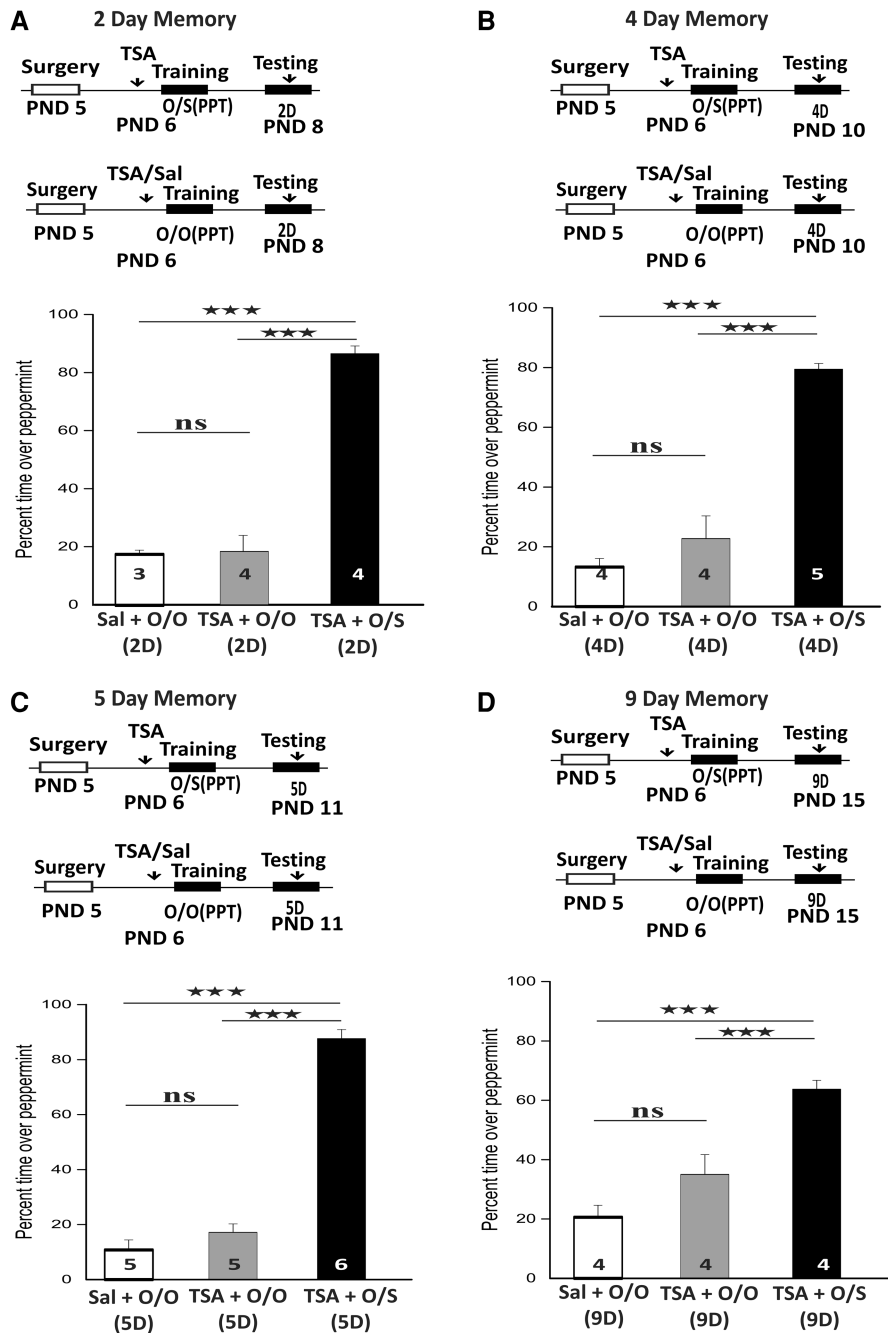 A 2 Day Memory
TSA
Surgery Training Testing
PND 5 O/S(PPT) 2D
PND 6 PND 8
TSA/Sal
Surgery Training Testing
PND 5 O/O(PPT) 2D
PND 6 PND 8
Percent time over peppermint
100
80
60
40
20
0
★★★
★★★
ns
3 4 4
Sal + O/O TSA + O/O TSA + O/S
(2D) (2D) (2D)
B 4 Day Memory
TSA
Surgery Training Testing
PND 5 O/S(PPT) 4D
PND 6 PND 10
TSA/Sal
Surgery Training Testing
PND 5 O/O(PPT) 4D
PND 6 PND 10
Percent time over peppermint
100
80
60
40
20
0
★★★
★★★
ns
4 4 5
Sal + O/O TSA + O/O TSA + O/S
(4D) (4D) (4D)
C 5 Day Memory
TSA
Surgery Training Testing
PND 5 O/S(PPT) 5D
PND 6 PND 11
TSA/Sal
Surgery Training Testing
PND 5 O/O(PPT) 5D
PND 6 PND 11
Percent time over peppermint
100
80
60
40
20
0
★★★
★★★
ns
5 5 6
Sal + O/O TSA + O/O TSA + O/S
(5D) (5D) (5D)
D 9 Day Memory
TSA
Surgery Training Testing
PND 5 O/S(PPT) 9D
PND 6 PND 15
TSA/Sal
Surgery Training Testing
PND 5 O/O(PPT) 9D
PND 6 PND 15
Percent time over peppermint
100
80
60
40
20
0
★★★
★★★
ns
4 4 4
Sal + O/O TSA + O/O TSA + O/S
(9D) (9D) (9D)